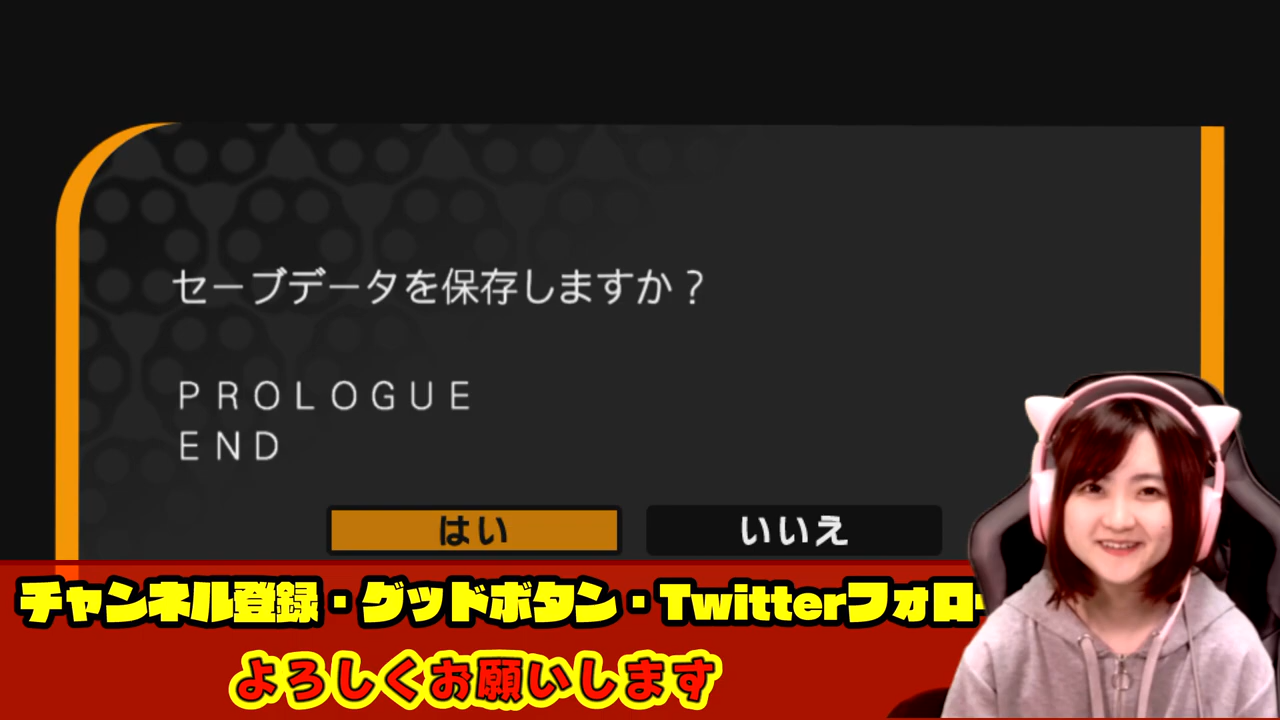 セーブデータを保存しますか？
ＰＲＯＬＯＧＵＥ
ＥＮＤ
はい
いいえ
チャンネル登録・グッドボタン・Twitterフォロー
よろしくお願いします